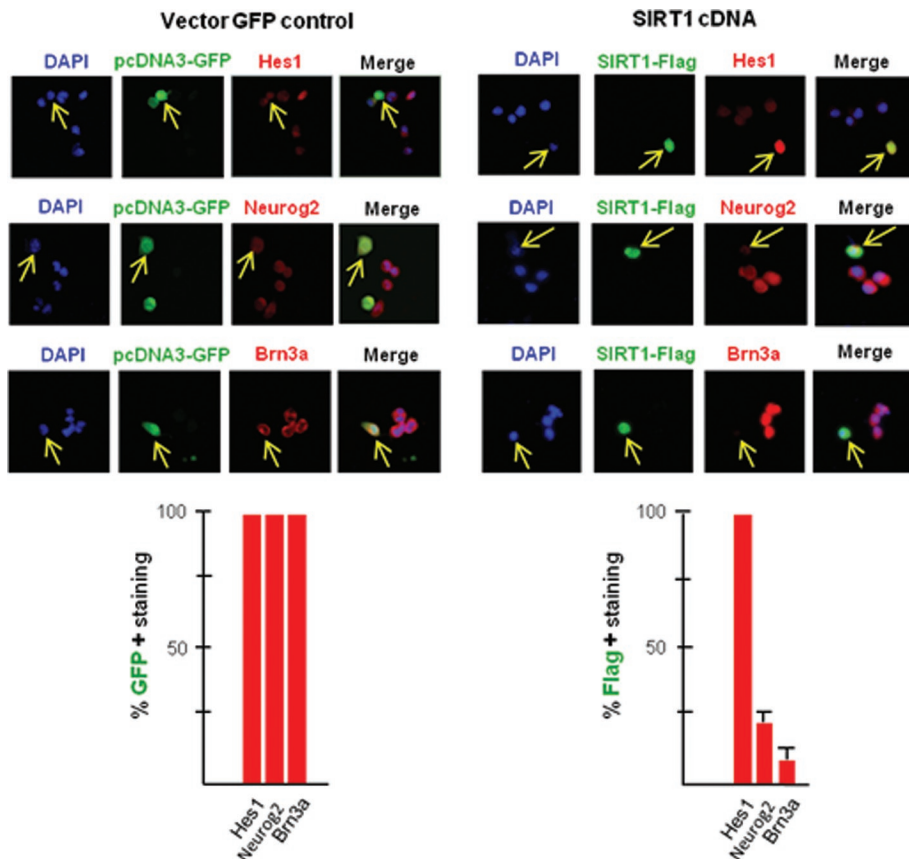 Vector GFP control
SIRT1 cDNA
DAPI pcDNA3-GFP Hes1 Merge
DAPI SIRT1-Flag Hes1 Merge
DAPI pcDNA3-GFP Neurog2 Merge
DAPI SIRT1-Flag Neurog2 Merge
DAPI pcDNA3-GFP Brn3a Merge
DAPI SIRT1-Flag Brn3a Merge
% GFP + staining
100
50
Hes1
Neurog2
Brn3a
% Flag + staining
100
50
Hes1
Neurog2
Brn3a